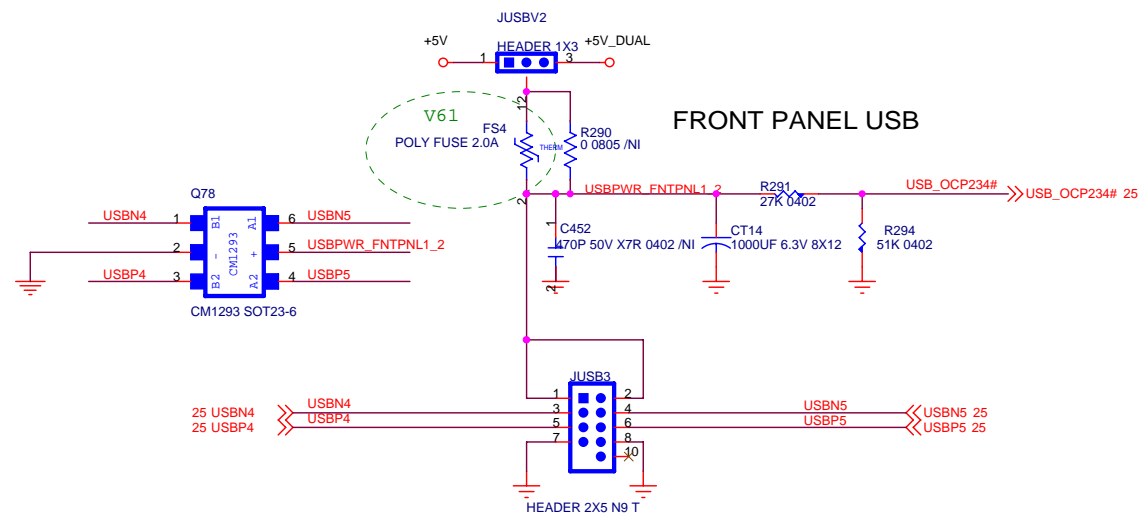 JUSBV2
+5V +5V_DUAL
HEADER 1X3
1 3
V61
12
FRONT PANEL USB
FS4 R290
POLY FUSE 2.0A THERM 0 0805 /NI
2 USBPWR_FNTPNL1_2 R291 USB_OCP234# USB_OCP234# 25
27K 0402
Q78
USBN4 1 B1 A1 6 USBN5
2 - + 5 USBPWR_FNTPNL1_2
CM1293
USBP4 3 B2 A2 4 USBP5
CM1293 SOT23-6
1 C452 CT14 R294
470P 50V X7R 0402 /NI 1000UF 6.3V 8X12 51K 0402
2
JUSB3
1 2
25 USBN4 USBN4 3 4 USBN5 USBN5 25
25 USBP4 USBP4 5 6 USBP5 USBP5 25
7 8
10
HEADER 2X5 N9 T